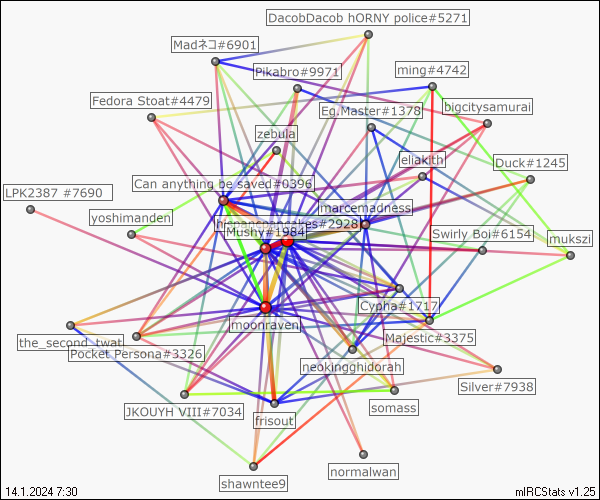 DacobDacob hORNY police#5271
Madネコ#6901
Pikabro#9971
ming#4742
Fedora Stoat#4479
Eg.Master#1378
bigcitysamurai
zebula
eliakith
Duck#1245
Can anything be saved#0396
LPK2387 #7690
marcemadness
yoshimanden
Mushy#1984
Swirly Boi#6154
mukszi
Cypha#1717
moonraven
Majestic#3375
the_second_twat
Pocket Persona#3326
neokingghidorah
Silver#7938
JKOUYH VIII#7034
somass
frisout
normalwan
shawntee9
14.1.2024 7:30
mIRCStats v1.25